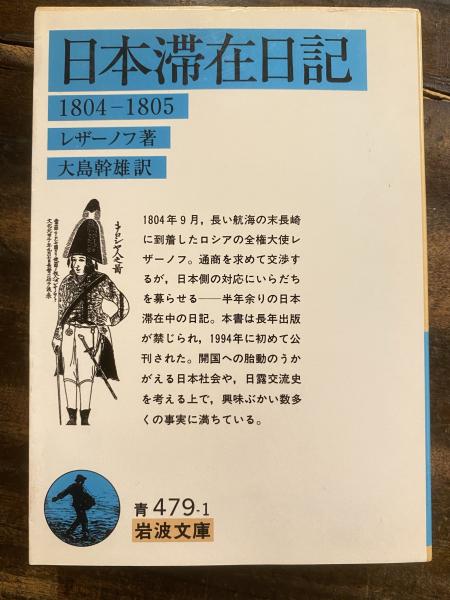 日本滞在日記
1804-1805
レザーノフ著
大島幹雄訳
ヲロシヤ人之図
1804年9月，長い航海の末長崎
に到着したロシアの全権大使レ
ザーノフ。通商を求めて交渉す
るが，日本側の対応にいらだち
を募らせる――半年余りの日本
滞在中の日記。本書は長年出版
が禁じられ，1994年に初めて公
刊された。開国への胎動のうか
がえる日本社会や，日露交流史
を考える上で，興味ぶかい数多
くの事実に満ちている。
青 479-1
岩波文庫